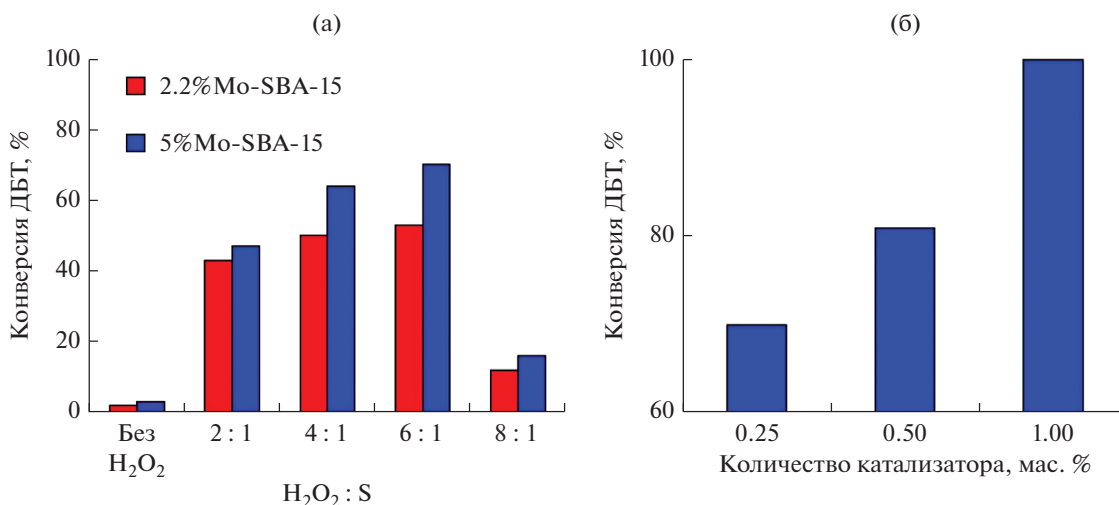 (а)
100
80
60
40
20
0
Конверсия ДБТ, %
2.2%Mo-SBA-15
5%Mo-SBA-15
Без
H₂O₂
2 : 1
4 : 1
6 : 1
8 : 1
H₂O₂ : S
(б)
100
80
60
Конверсия ДБТ, %
0.25
0.50
1.00
Количество катализатора, мас. %